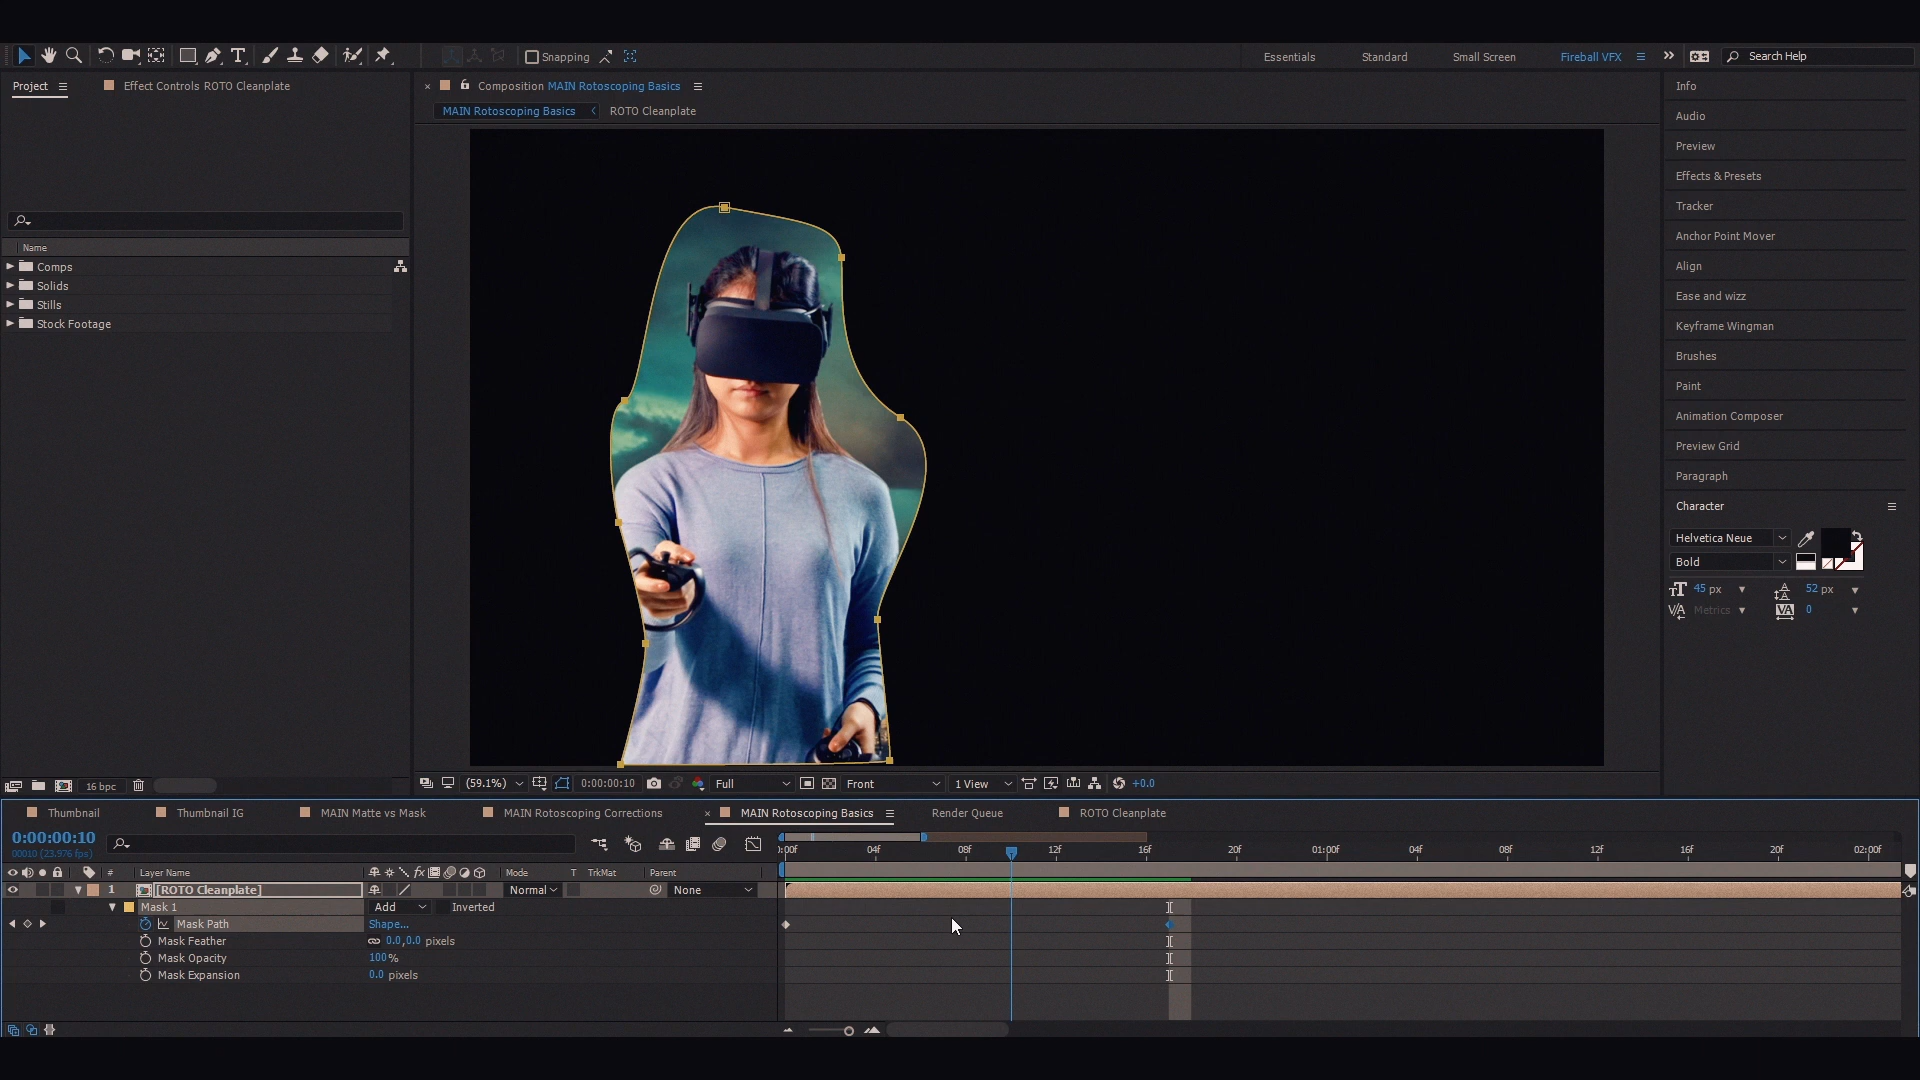 Snapping
Essentials
Standard
Small Screen
Fireball VFX
Search Help
Project
Effect Controls ROTO Cleanplate
Composition MAIN Rotoscoping Basics
MAIN Rotoscoping Basics
ROTO Cleanplate
Name
Comps
Solids
Stills
Stock Footage
Info
Audio
Preview
Effects & Presets
Tracker
Anchor Point Mover
Align
Ease and wizz
Keyframe Wingman
Brushes
Paint
Animation Composer
Preview Grid
Paragraph
Character
Helvetica Neue
Bold
45 px
52 px
Metrics
0
16 bpc
(59.1%)
0:00:00:10
Full
Front
1 View
+0.0
Thumbnail
Thumbnail IG
MAIN Matte vs Mask
MAIN Rotoscoping Corrections
MAIN Rotoscoping Basics
Render Queue
ROTO Cleanplate
0:00:00:10
00010 (23.976 fps)
:00f 04f 08f 12f 16f 20f 01:00f 04f 08f 12f 16f 20f 02:00f
# Layer Name Mode T TrkMat Parent
1 [ROTO Cleanplate] Normal None
Mask 1 Add Inverted
Mask Path Shape...
Mask Feather 0.0,0.0 pixels
Mask Opacity 100%
Mask Expansion 0.0 pixels